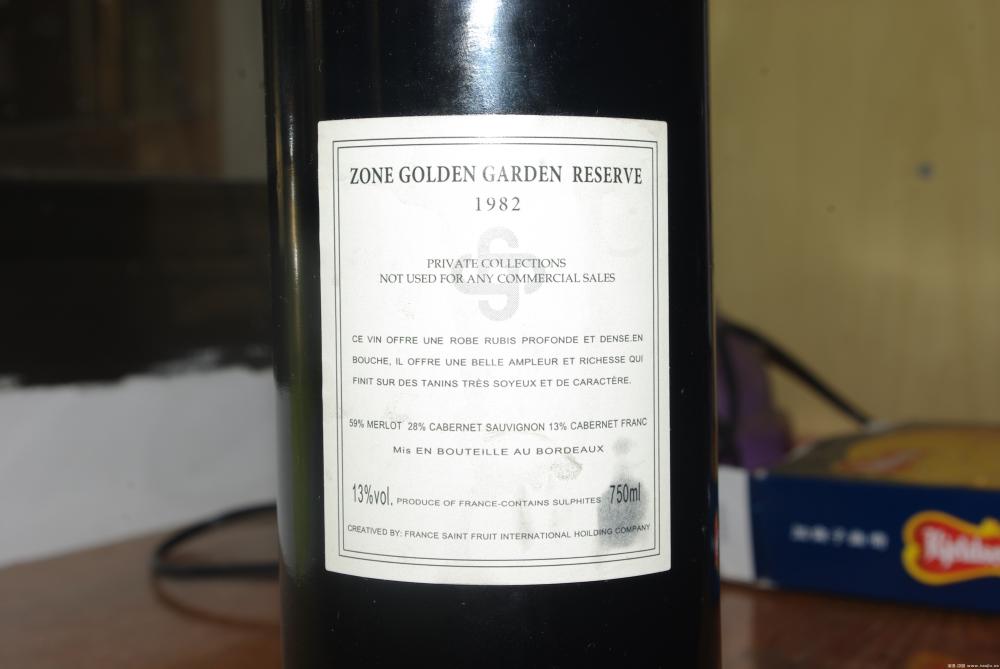 ZONE GOLDEN GARDEN RESERVE
1982
PRIVATE COLLECTIONS
NOT USED FOR ANY COMMERCIAL SALES
CE VIN OFFRE UNE ROBE RUBIS PROFONDE ET DENSE.EN
BOUCHE, IL OFFRE UNE BELLE AMPLEUR ET RICHESSE QUI
FINIT SUR DES TANINS TRÈS SOYEUX ET DE CARACTÈRE.
59% MERLOT 28% CABERNET SAUVIGNON 13% CABERNET FRANC
Mis EN BOUTEILLE AU BORDEAUX
13%vol. PRODUCE OF FRANCE-CONTAINS SULPHITES 750ml
CREATIVED BY: FRANCE SAINT FRUIT INTERNATIONAL HOILDING COMPANY